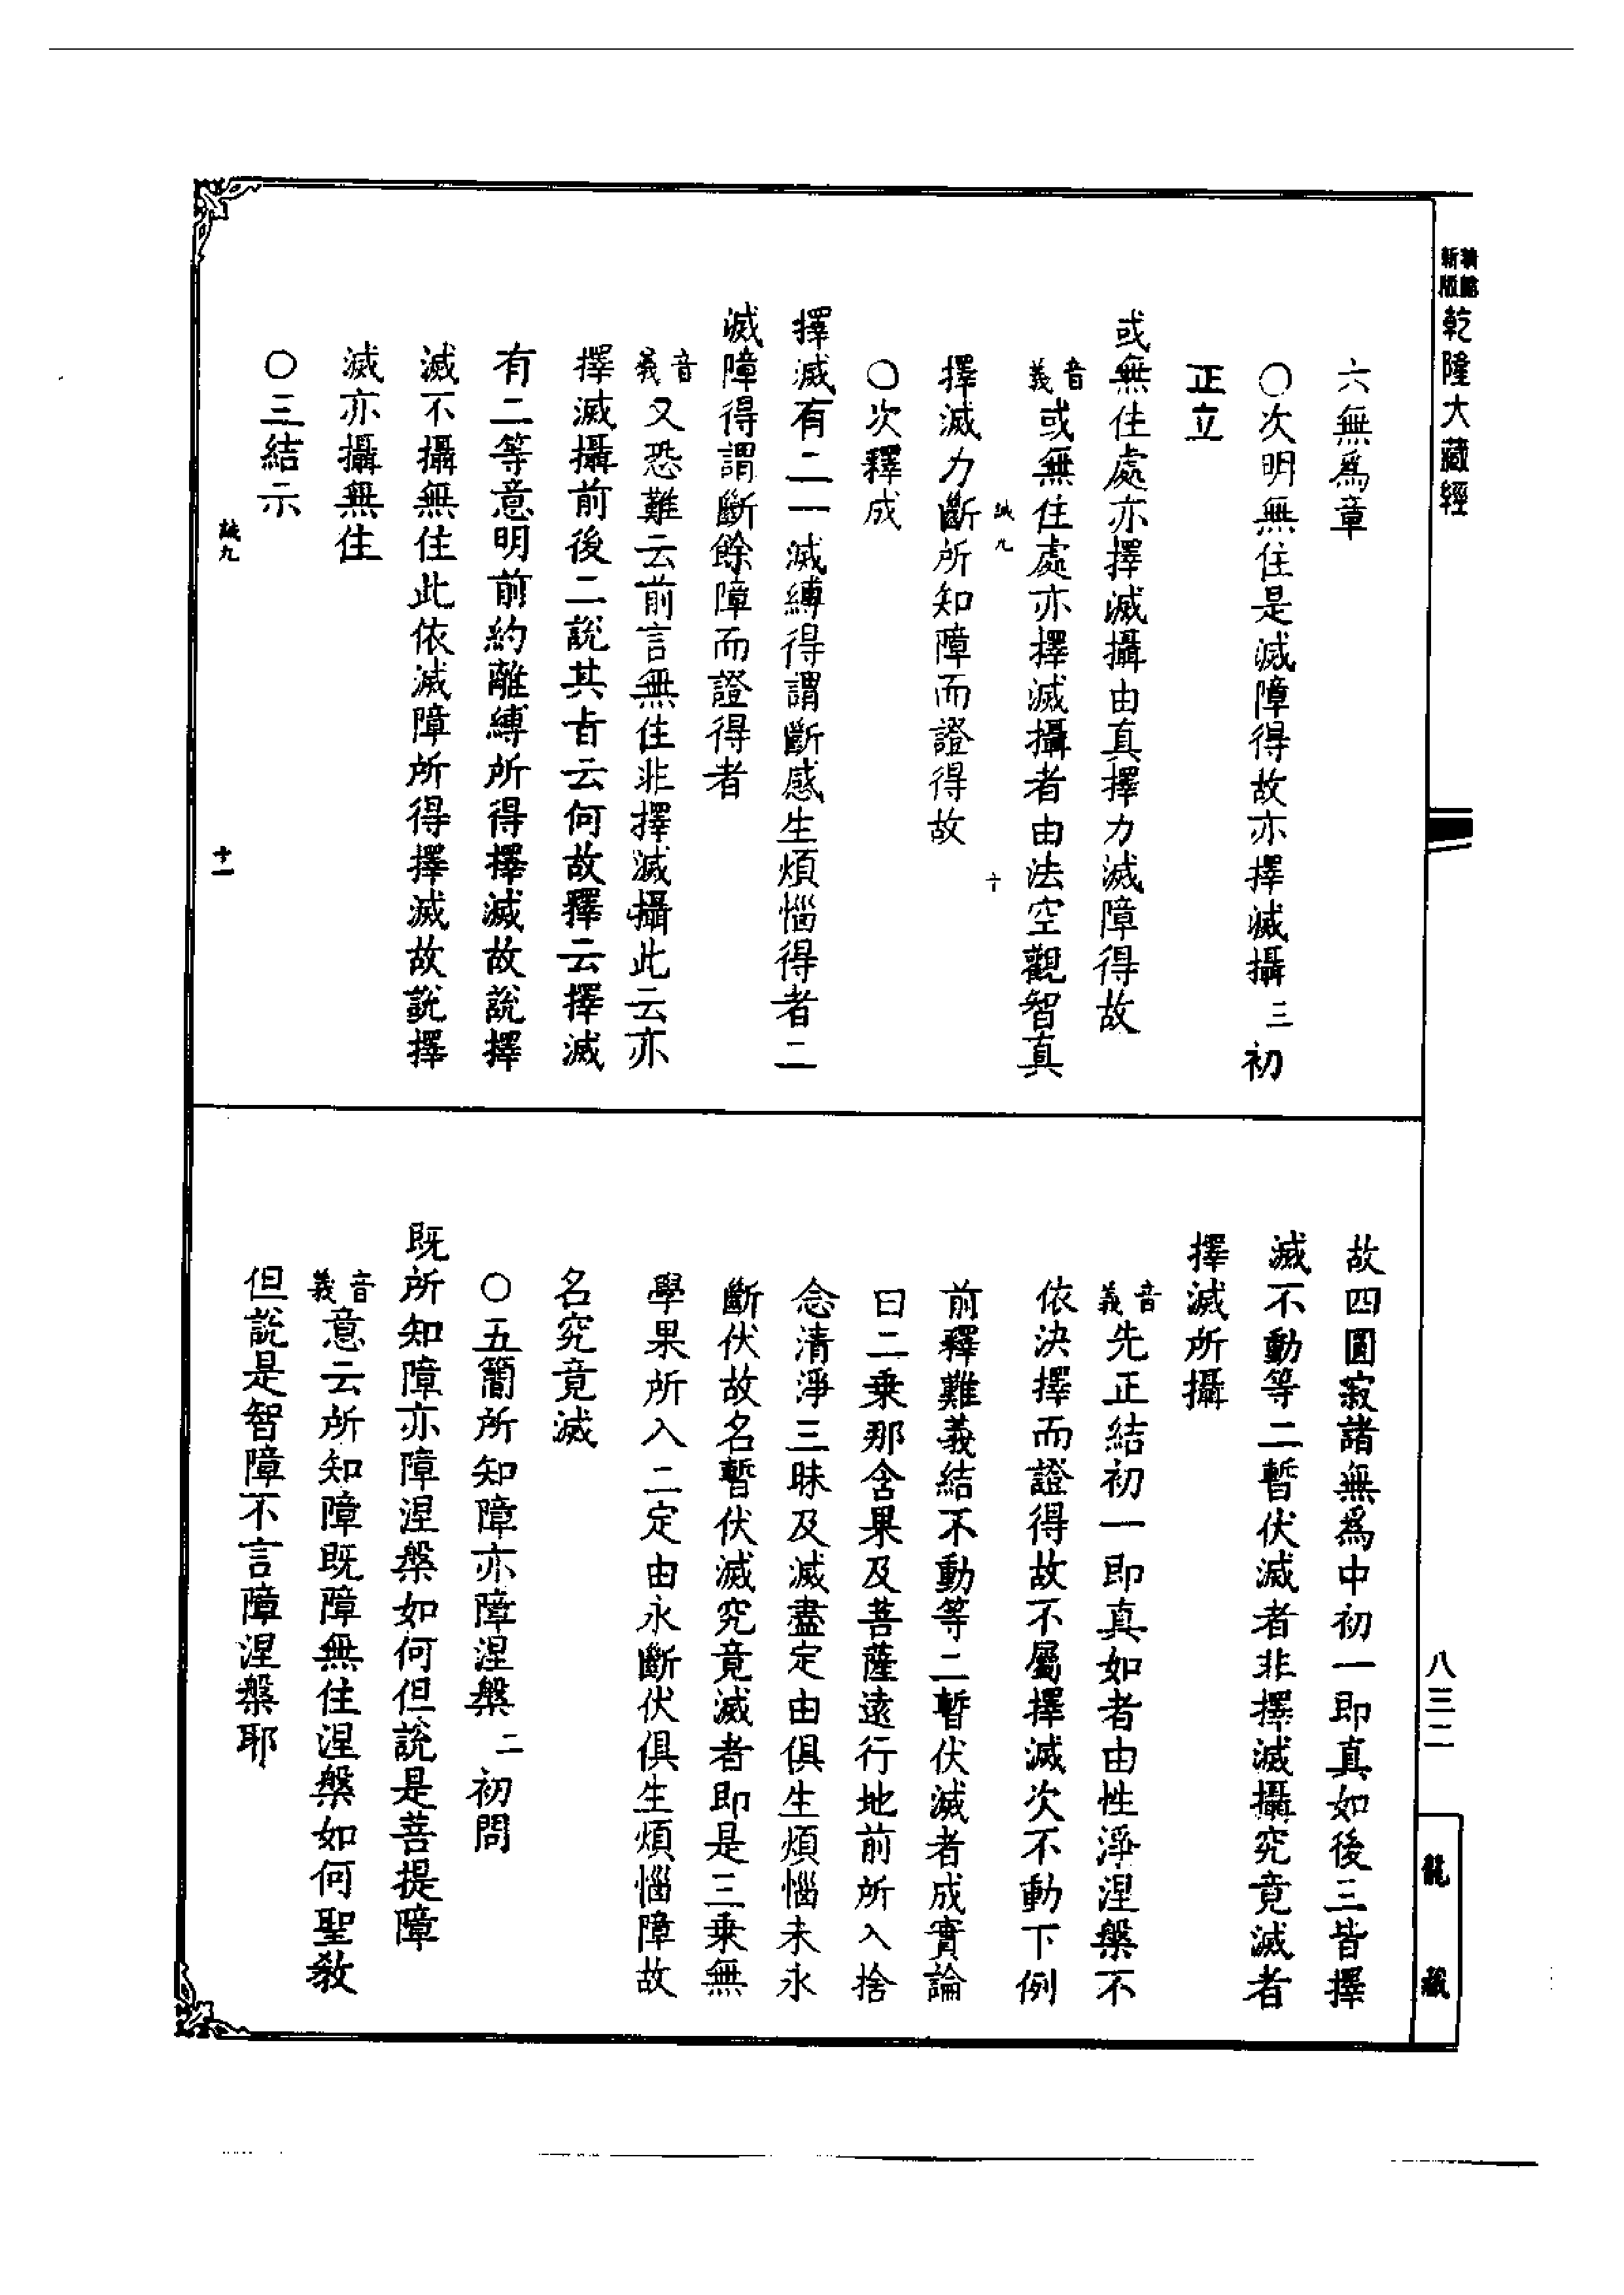 精縮
新版
乾隆大藏經
六無為章
○次明無住是滅障得故亦擇滅攝 三 初
正立
或無住處亦擇滅攝由真擇力滅障得故
音義或無住處亦擇滅攝者由法空觀智真
誠九 十
擇滅力斷所知障而證得故
○次釋成
擇滅有二一滅縛得謂斷感生煩惱得者二
滅障得謂斷餘障而證得者
音義又恐難云前言無住非擇滅攝此云亦
擇滅攝前後二說其旨云何故釋云擇滅
有二等意明前約離縛所得擇滅故說擇
滅不攝無住此依滅障所得擇滅故說擇
滅亦攝無住
○三結示
誠九 十一
八三二
龍藏
故四圓寂諸無為中初一即真如後三皆擇
滅不動等二暫伏滅者非擇滅攝究竟滅者
擇滅所攝
音義先正結初一即真如者由性淨涅槃不
依決擇而證得故不屬擇滅次不動下例
前釋難義結不動等二暫伏滅者成實論
曰二乗那含果及菩薩遠行地前所入捨
念清淨三昧及滅盡定由俱生煩惱未永
斷伏故名暫伏滅究竟滅者即是三乗無
學果所入二定由永斷伏俱生煩惱障故
名究竟滅
○五簡所知障亦障涅槃 二 初問
既所知障亦障涅槃如何但說是菩提障
音義意云所知障既障無住涅槃如何聖教
但說是智障不言障涅槃耶